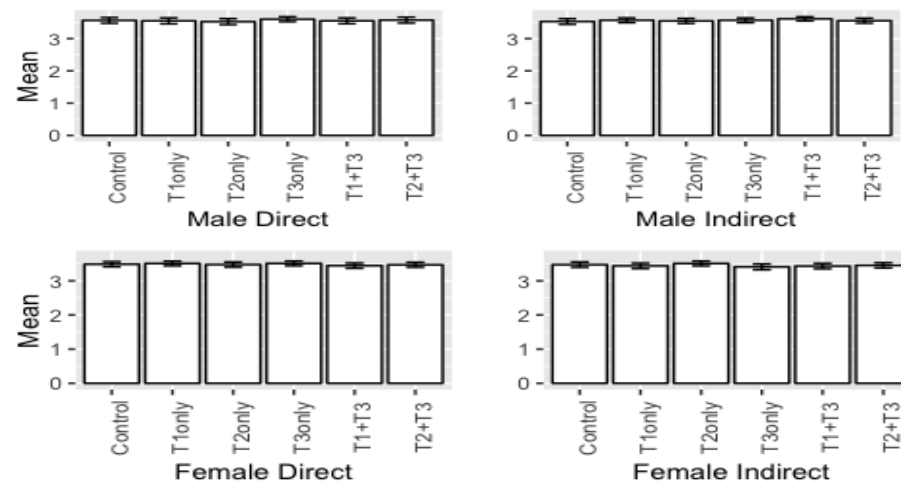 Mean
3
2
1
0
Control
T1only
T2only
T3only
T1+T3
T2+T3
Male Direct
3
2
1
0
Control
T1only
T2only
T3only
T1+T3
T2+T3
Male Indirect
Mean
3
2
1
0
Control
T1only
T2only
T3only
T1+T3
T2+T3
Female Direct
3
2
1
0
Control
T1only
T2only
T3only
T1+T3
T2+T3
Female Indirect